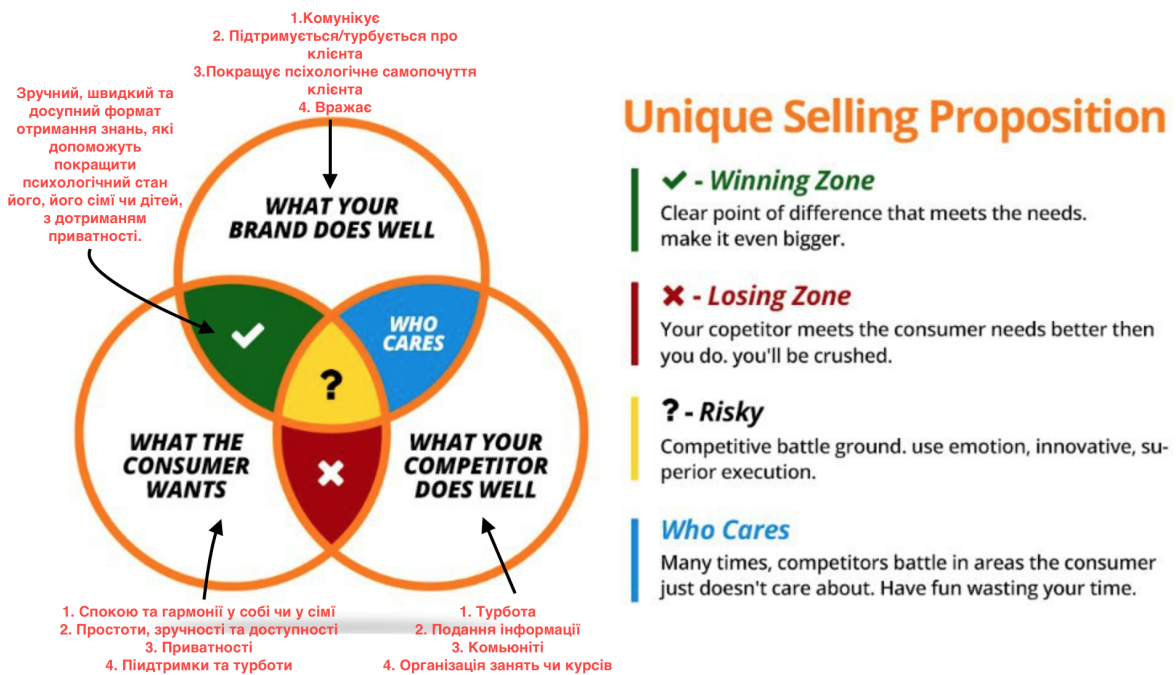 1.Комунікує
2. Підтримується/турбується про
клієнта
3.Покращує псіхологічне самопочуття
клієнта
4. Вражає
Зручний, швидкий та
досупний формат
отримання знань, які
допоможуть
покращити
психологічний стан
його, його сімї чи дітей,
з дотриманям
приватності.
WHAT YOUR
BRAND DOES WELL
WHO
CARES
?
WHAT THE
CONSUMER
WANTS
WHAT YOUR
COMPETITOR
DOES WELL
1. Спокою та гармонії у собі чи у сімї
2. Простоти, зручності та доступності
3. Приватності
4. Піидтримки та турботи
1. Турбота
2. Подання інформації
3. Комьюніті
4. Організація занять чи курсів
Unique Selling Proposition
✔ - Winning Zone
Clear point of difference that meets the needs.
make it even bigger.
✖ - Losing Zone
Your copetitor meets the consumer needs better then
you do. you'll be crushed.
? - Risky
Competitive battle ground. use emotion, innovative, su-
perior execution.
Who Cares
Many times, competitors battle in areas the consumer
just doesn't care about. Have fun wasting your time.